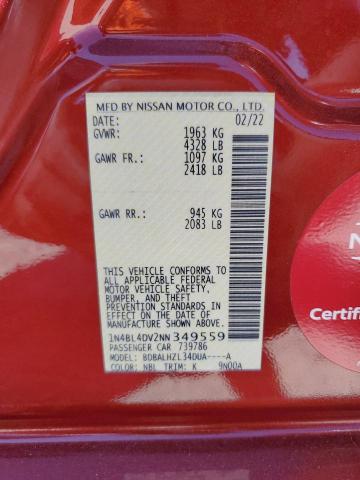 MFD BY NISSAN MOTOR CO., LTD.
DATE: 02/22
GVWR: 1963 KG
4328 LB
GAWR FR.: 1097 KG
2418 LB
GAWR RR.: 945 KG
2083 LB
THIS VEHICLE CONFORMS TO
ALL APPLICABLE FEDERAL
MOTOR VEHICLE SAFETY,
BUMPER, AND THEFT
PREVENTION STANDARDS IN
EFFECT ON THE DATE OF
MANUFACTURE SHOWN ABOVE.
1N4BL4DV2NN349559
PASSENGER CAR 739786
MODEL: BDBALHZL34DUA----A
COLOR: NBL TRIM: K 9N00A
Certifie